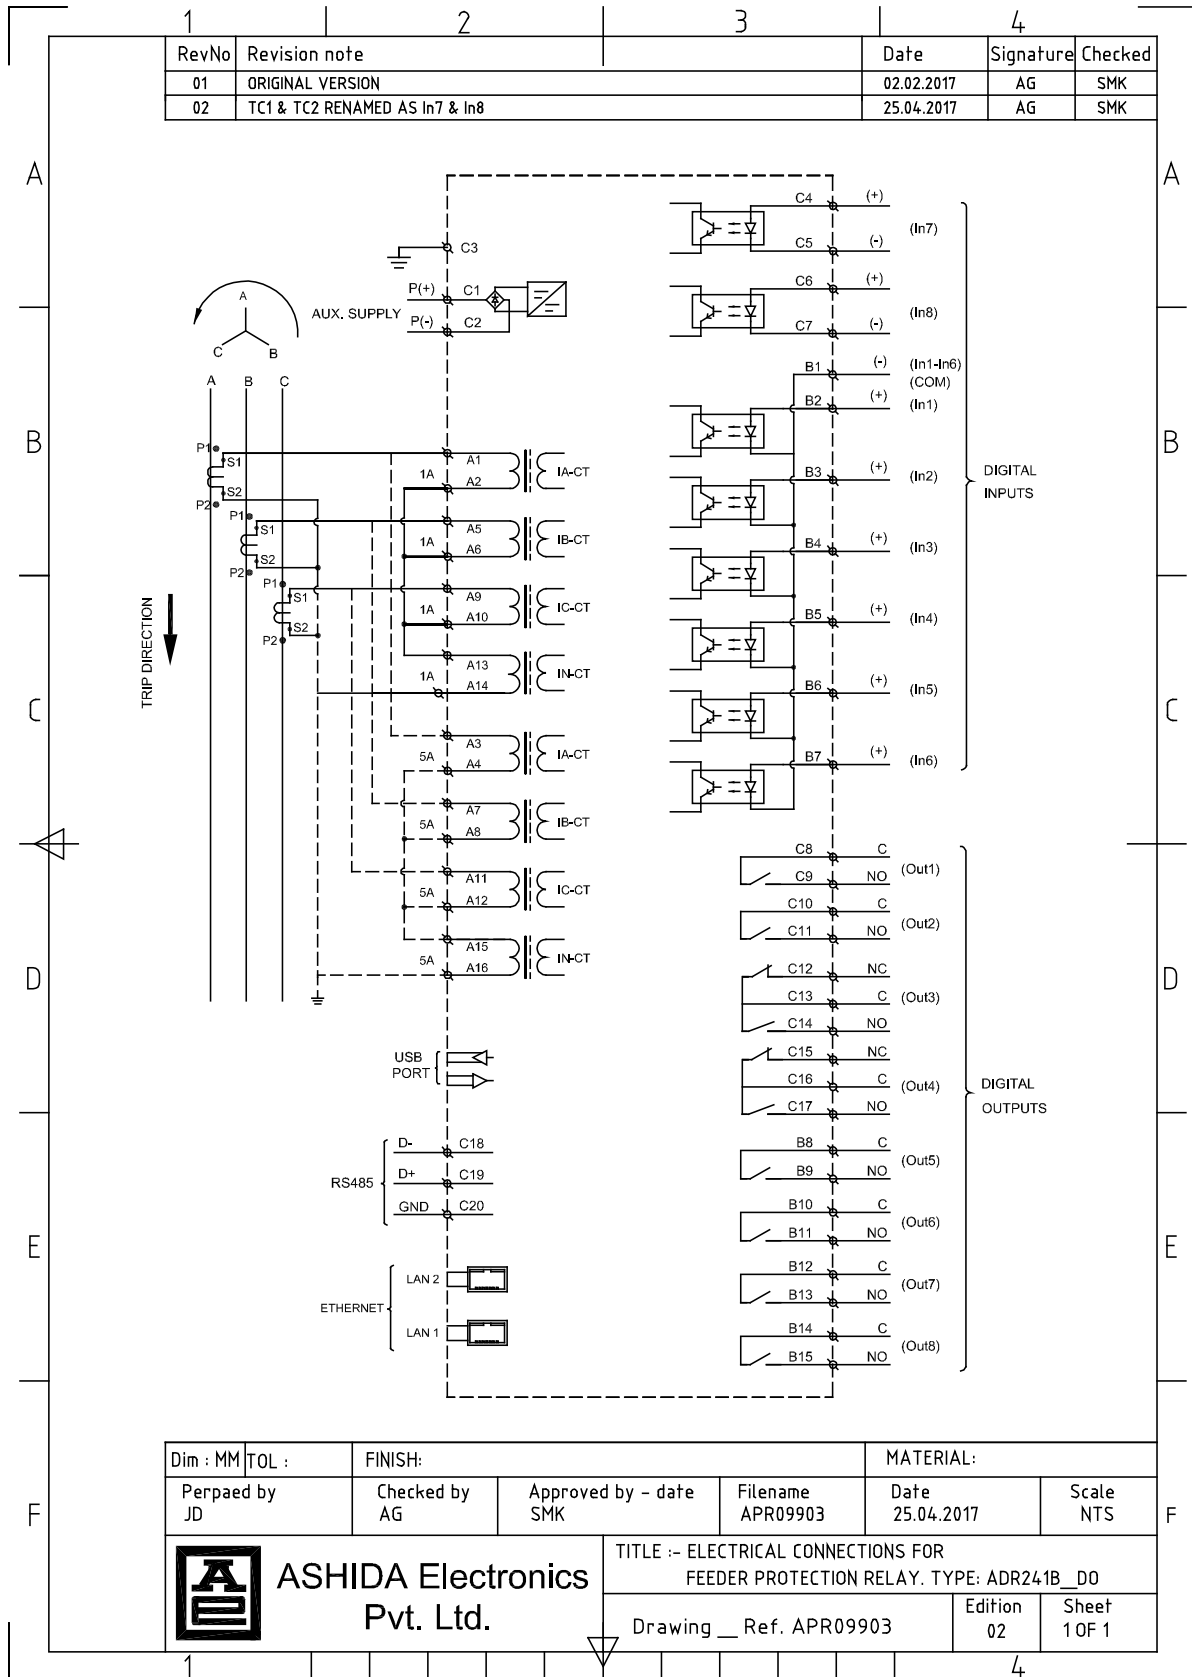 1 2 3 4
RevNo Revision note Date Signature Checked
01 ORIGINAL VERSION 02.02.2017 AG SMK
02 TC1 & TC2 RENAMED AS In7 & In8 25.04.2017 AG SMK
A A
B B
C C
D D
E E
F F
C3
P(+) C1
AUX. SUPPLY
P(-) C2
A
C B
A B C
P1 S1
S2
P2
P1 S1
S2
P2
P1 S1
S2
P2
TRIP DIRECTION
A1
1A IA-CT
A2
A5
1A IB-CT
A6
A9
1A IC-CT
A10
A13
1A IN-CT
A14
A3
5A IA-CT
A4
A7
5A IB-CT
A8
A11
5A IC-CT
A12
A15
5A IN-CT
A16
USB
PORT
D- C18
RS485 D+ C19
GND C20
LAN 2
ETHERNET
LAN 1
C4 (+)
(In7)
C5 (-)
C6 (+)
(In8)
C7 (-)
B1 (-) (In1-In6)
(COM)
B2 (+) (In1)
B3 (+) (In2)
B4 (+) (In3)
B5 (+) (In4)
B6 (+) (In5)
B7 (+) (In6)
DIGITAL
INPUTS
C8 C
(Out1)
C9 NO
C10 C
(Out2)
C11 NO
C12 NC
C13 C (Out3)
C14 NO
C15 NC
C16 C (Out4)
C17 NO
B8 C
(Out5)
B9 NO
B10 C
(Out6)
B11 NO
B12 C
(Out7)
B13 NO
B14 C
(Out8)
B15 NO
DIGITAL
OUTPUTS
Dim : MM TOL : FINISH: MATERIAL:
Perpaed by Checked by Approved by - date Filename Date Scale
JD AG SMK APR09903 25.04.2017 NTS
AE
ASHIDA Electronics
Pvt. Ltd.
TITLE :- ELECTRICAL CONNECTIONS FOR
FEEDER PROTECTION RELAY. TYPE: ADR241B__DO
Drawing __ Ref. APR09903
Edition Sheet
02 1 OF 1
1 4